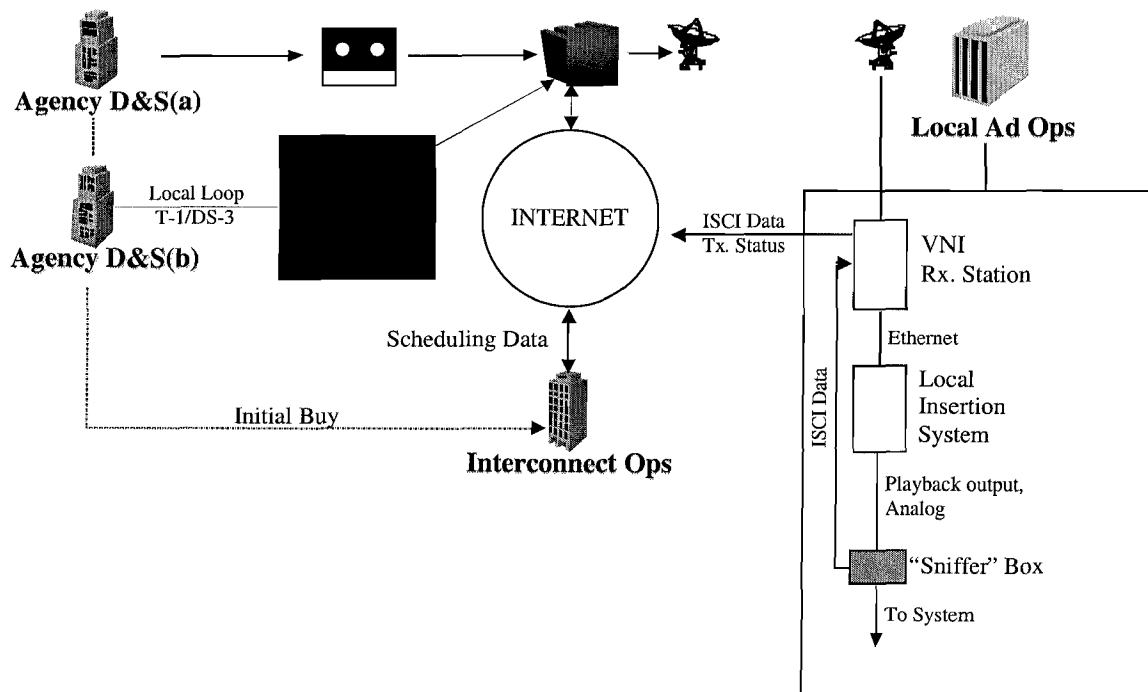 Agency D&S(a)
Local Ad Ops
Local Loop
T-1/DS-3
Agency D&S(b)
INTERNET
ISCI Data
Tx. Status
VNI
Rx. Station
Scheduling Data
Ethernet
ISCI Data
Local
Insertion
System
Initial Buy
Interconnect Ops
Playback output,
Analog
“Sniffer” Box
To System